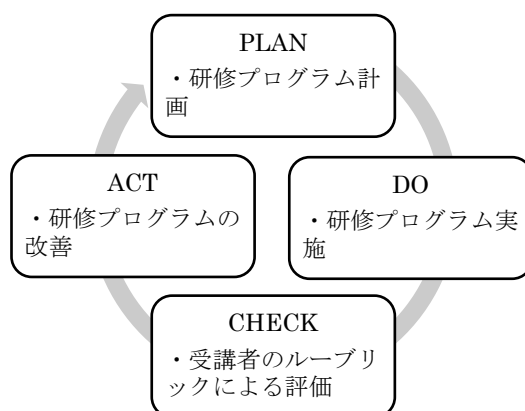 PLAN
・研修プログラム計
画
ACT
・研修プログラムの
改善
DO
・研修プログラム実
施
CHECK
・受講者のルーブリ
ックによる評価